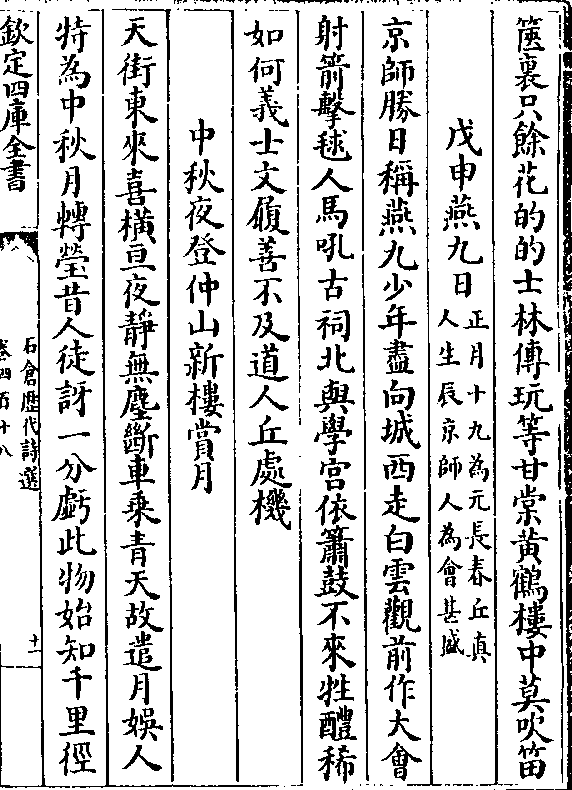 篋裏只餘花的的士林傳玩等甘棠黃鶴樓中莫吹笛
戊申燕九日正月十九為元長春丘真
人生辰京師人為會甚盛
京師勝日稱燕九少年盡向城西走白雲觀前作大會
射箭擊毬人馬吼古祠北與學宮依簫鼓不來牲醴稀
如何義士文履善不及道人丘處機
中秋夜登仲山新樓賞月
天街東來喜橫亘夜靜無塵斷車乗青天故遣月娛人
特為中秋月轉瑩昔人徒訝一分虧此物始知千里徑
欽定四庫全書
石倉歷代詩選
卷四百十八
十一